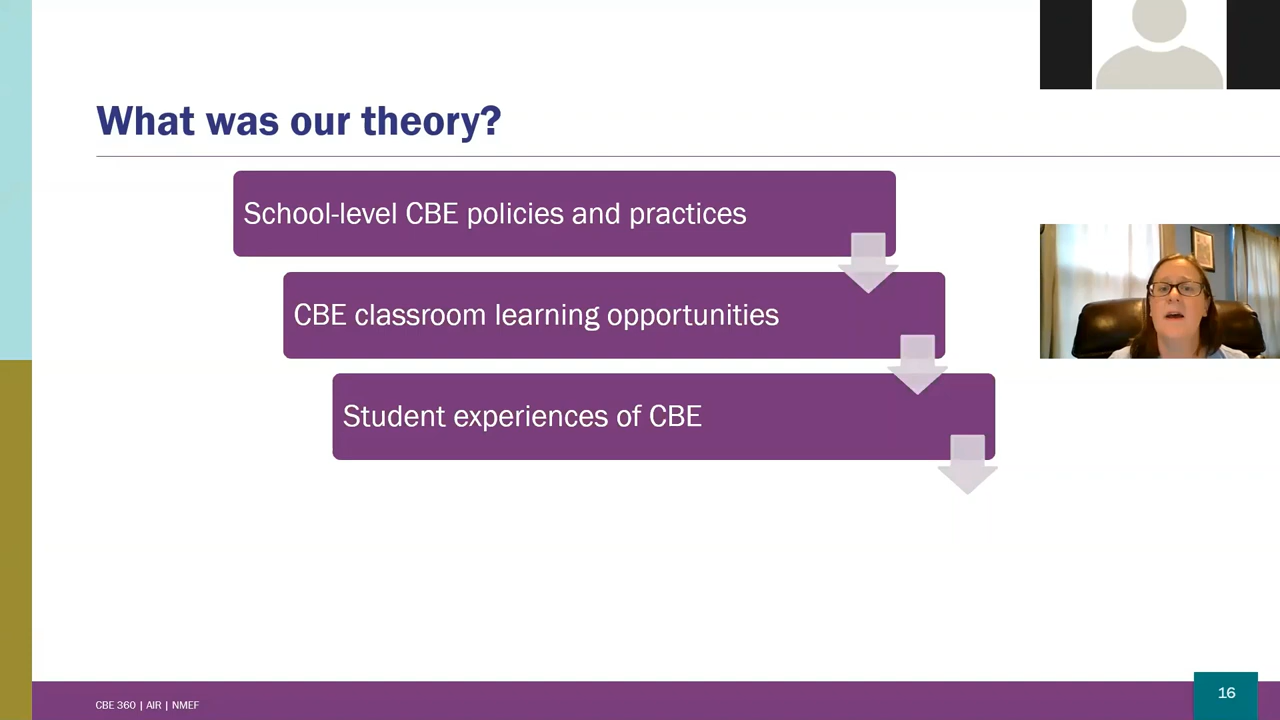 What was our theory?
School-level CBE policies and practices
CBE classroom learning opportunities
Student experiences of CBE
CBE 360 | AIR | NMEF
16